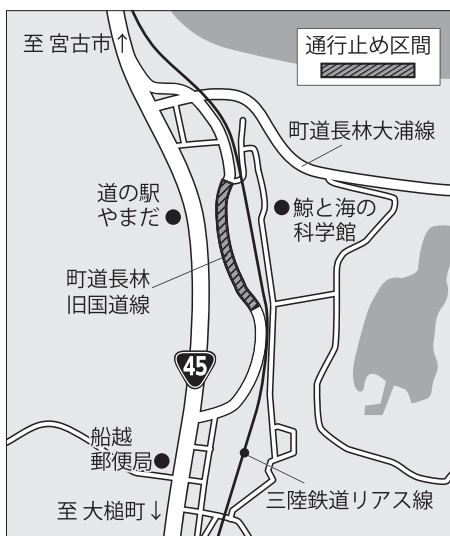 至 宮古市↑
通行止め区間
町道長林大浦線
道の駅
やまだ
鯨と海の
科学館
町道長林
旧国道線
45
船越
郵便局
三陸鉄道リアス線
至 大槌町↓